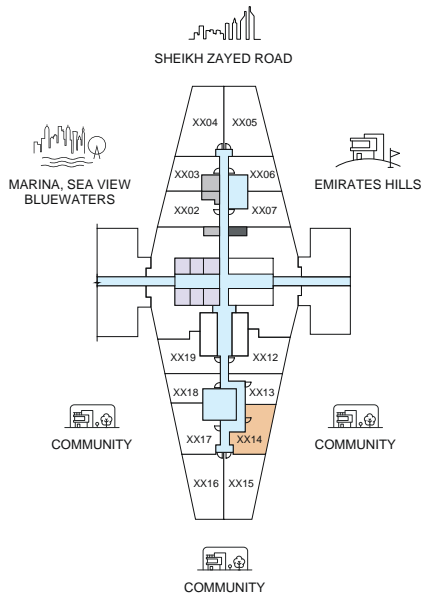 SHEIKH ZAYED ROAD
XX04 XX05
MARINA, SEA VIEW
BLUEWATERS
XX03 XX06
EMIRATES HILLS
XX02 XX07
XX19 XX12
XX18 XX13
COMMUNITY
XX17 XX14
COMMUNITY
XX16 XX15
COMMUNITY